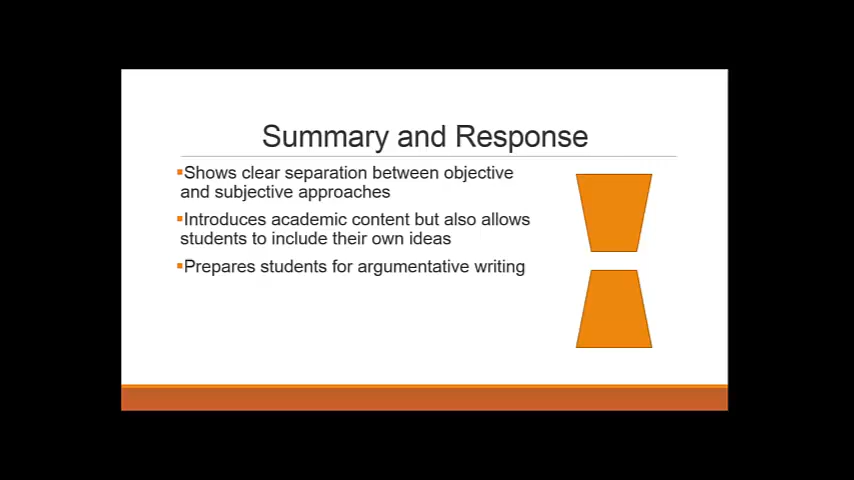 Summary and Response
▪Shows clear separation between objective
and subjective approaches
▪Introduces academic content but also allows
students to include their own ideas
▪Prepares students for argumentative writing